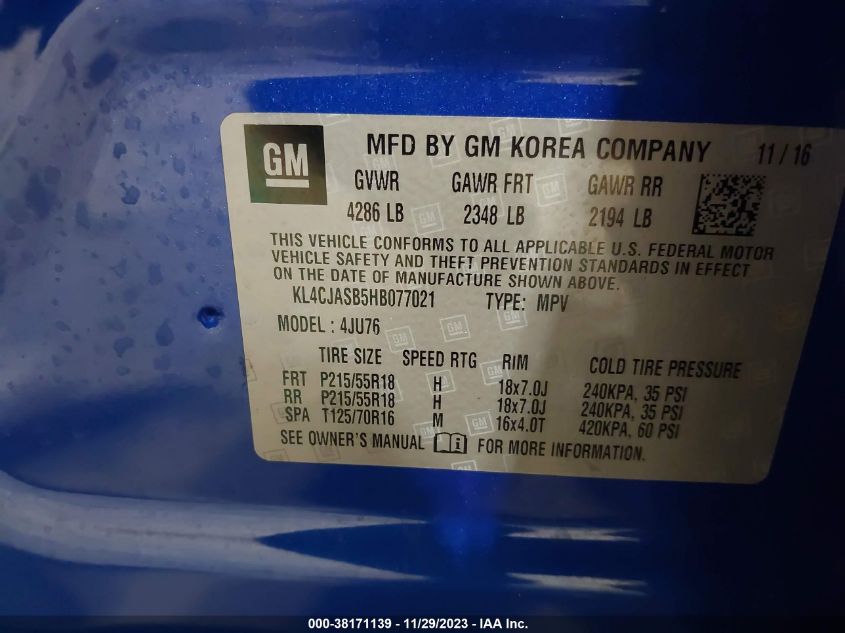 GM MFD BY GM KOREA COMPANY 11/16
GVWR GAWR FRT GAWR RR
4286 LB 2348 LB 2194 LB
THIS VEHICLE CONFORMS TO ALL APPLICABLE U.S. FEDERAL MOTOR
VEHICLE SAFETY AND THEFT PREVENTION STANDARDS IN EFFECT
ON THE DATE OF MANUFACTURE SHOWN ABOVE.
KL4CJASB5HB077021 TYPE: MPV
MODEL : 4JU76
TIRE SIZE SPEED RTG RIM COLD TIRE PRESSURE
FRT P215/55R18 H 18x7.0J 240KPA, 35 PSI
RR P215/55R18 H 18x7.0J 240KPA, 35 PSI
SPA T125/70R16 M 16x4.0T 420KPA, 60 PSI
SEE OWNER'S MANUAL FOR MORE INFORMATION.
000-38171139 - 11/29/2023 - IAA Inc.